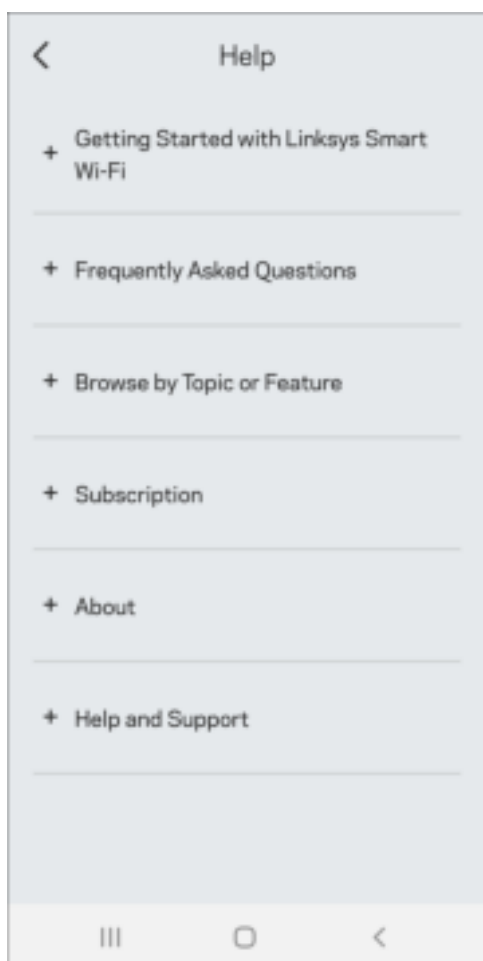 Help
Getting Started with Linksys Smart
Wi-Fi
Frequently Asked Questions
Browse by Topic or Feature
Subscription
About
Help and Support